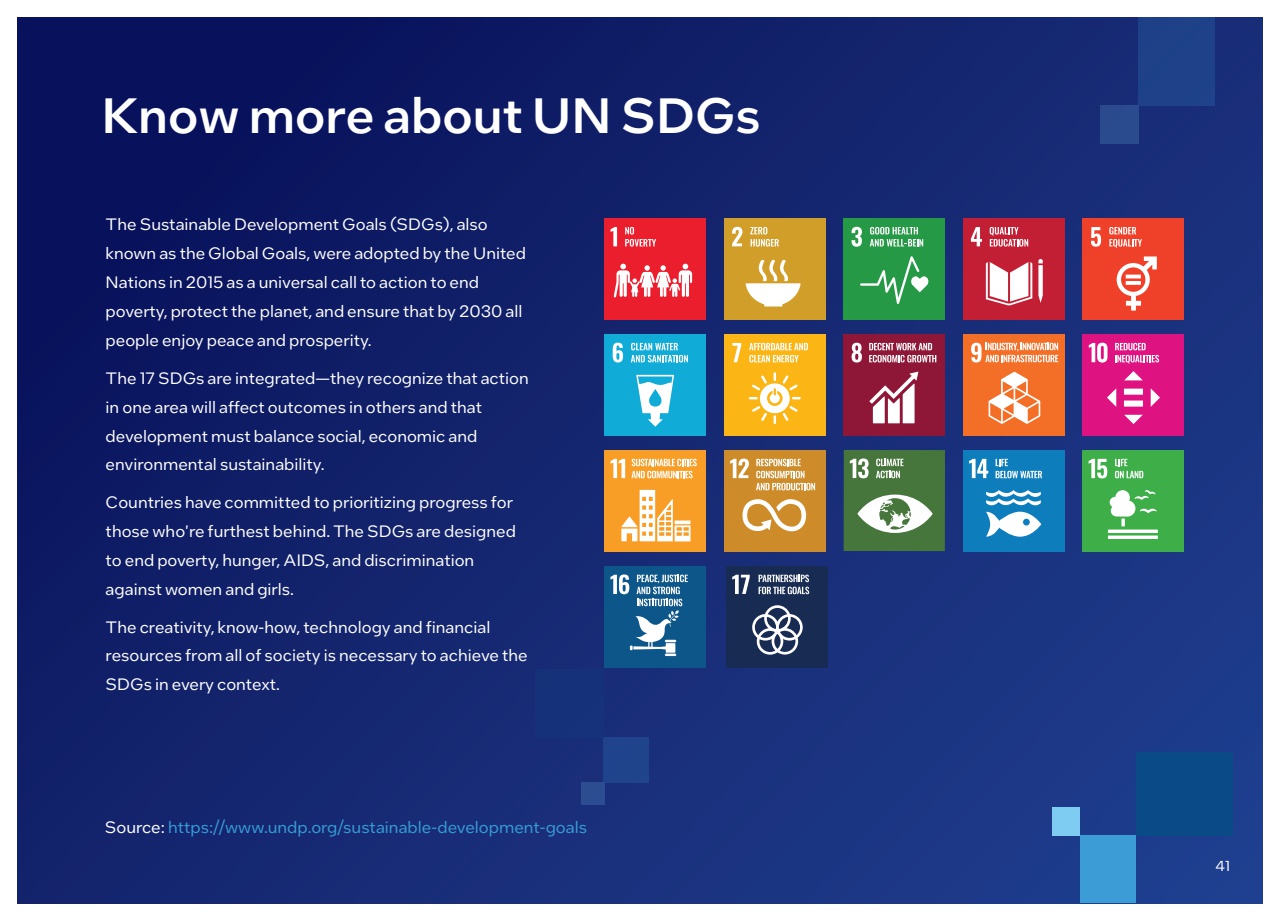 Know more about UN SDGs
The Sustainable Development Goals (SDGs), also
known as the Global Goals, were adopted by the United
Nations in 2015 as a universal call to action to end
poverty, protect the planet, and ensure that by 2030 all
people enjoy peace and prosperity.
The 17 SDGs are integrated—they recognize that action
in one area will affect outcomes in others and that
development must balance social, economic and
environmental sustainability.
Countries have committed to prioritizing progress for
those who're furthest behind. The SDGs are designed
to end poverty, hunger, AIDS, and discrimination
against women and girls.
The creativity, know-how, technology and financial
resources from all of society is necessary to achieve the
SDGs in every context.
1 NO
POVERTY
2 ZERO
HUNGER
3 GOOD HEALTH
AND WELL-BEIN
4 QUALITY
EDUCATION
5 GENDER
EQUALITY
6 CLEAN WATER
AND SANITATION
7 AFFORDABLE AND
CLEAN ENERGY
8 DECENT WORK AND
ECONOMIC GROWTH
9 INDUSTRY, INNOVATION
AND INFRASTRUCTURE
10 REDUCED
INEQUALITIES
11 SUSTAINABLE CITIES
AND COMMUNITIES
12 RESPONSIBLE
CONSUMPTION
AND PRODUCTION
13 CLIMATE
ACTION
14 LIFE
BELOW WATER
15 LIFE
ON LAND
16 PEACE, JUSTICE
AND STRONG
INSTITUTIONS
17 PARTNERSHIPS
FOR THE GOALS
Source: https://www.undp.org/sustainable-development-goals
41